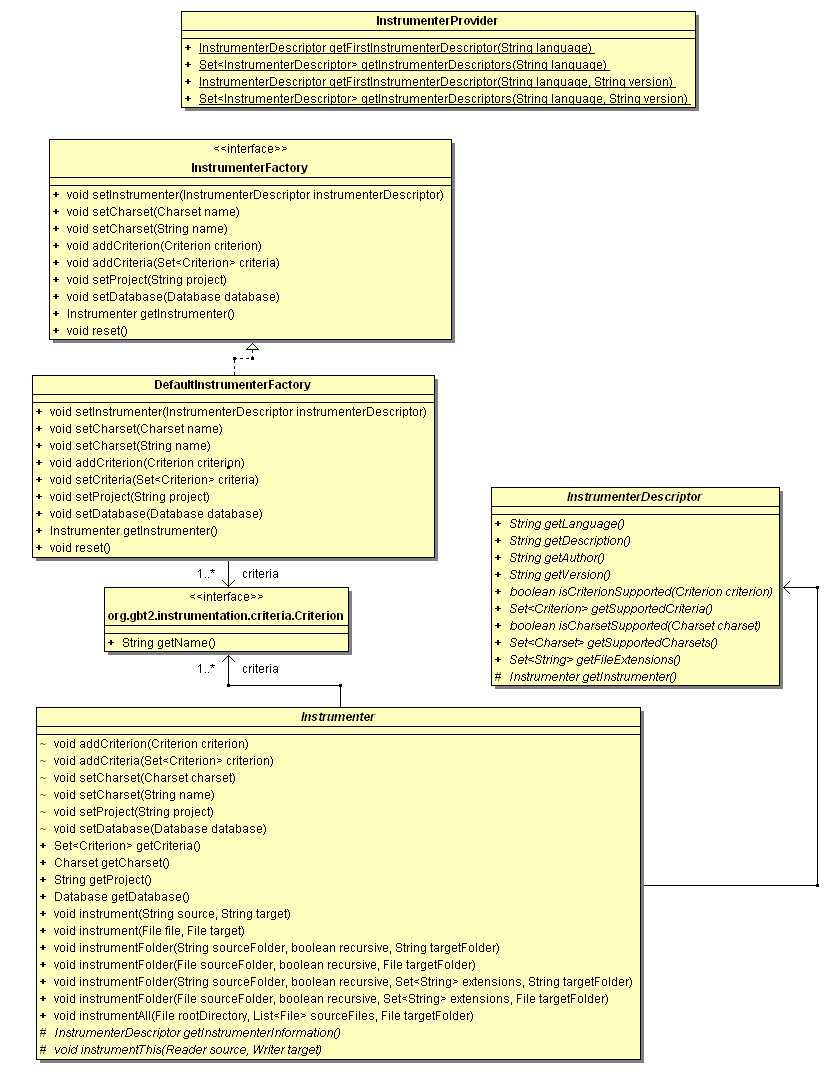 InstrumenterProvider
+ InstrumenterDescriptor getFirstInstrumenterDescriptor(String language)
+ Set<InstrumenterDescriptor> getInstrumenterDescriptors(String language)
+ InstrumenterDescriptor getFirstInstrumenterDescriptor(String language, String version)
+ Set<InstrumenterDescriptor> getInstrumenterDescriptors(String language, String version)
<<interface>>
InstrumenterFactory
+ void setInstrumenter(InstrumenterDescriptor instrumenterDescriptor)
+ void setCharset(Charset name)
+ void setCharset(String name)
+ void addCriterion(Criterion criterion)
+ void addCriteria(Set<Criterion> criteria)
+ void setProject(String project)
+ void setDatabase(Database database)
+ Instrumenter getInstrumenter()
+ void reset()
DefaultInstrumenterFactory
+ void setInstrumenter(InstrumenterDescriptor instrumenterDescriptor)
+ void setCharset(Charset name)
+ void setCharset(String name)
+ void addCriterion(Criterion criterion)
+ void setCriteria(Set<Criterion> criteria)
+ void setProject(String project)
+ void setDatabase(Database database)
+ Instrumenter getInstrumenter()
+ void reset()
InstrumenterDescriptor
+ String getLanguage()
+ String getDescription()
+ String getAuthor()
+ String getVersion()
+ boolean isCriterionSupported(Criterion criterion)
+ Set<Criterion> getSupportedCriteria()
+ boolean isCharsetSupported(Charset charset)
+ Set<Charset> getSupportedCharsets()
+ Set<String> getFileExtensions()
# Instrumenter getInstrumenter()
1..* criteria
<<interface>>
org.gbt2.instrumentation.criteria.Criterion
+ String getName()
1..* criteria
Instrumenter
~ void addCriterion(Criterion criterion)
~ void addCriteria(Set<Criterion> criterion)
~ void setCharset(Charset charset)
~ void setCharset(String name)
~ void setProject(String project)
~ void setDatabase(Database database)
+ Set<Criterion> getCriteria()
+ Charset getCharset()
+ String getProject()
+ Database getDatabase()
+ void instrument(String source, String target)
+ void instrument(File file, File target)
+ void instrumentFolder(String sourceFolder, boolean recursive, String targetFolder)
+ void instrumentFolder(File sourceFolder, boolean recursive, File targetFolder)
+ void instrumentFolder(String sourceFolder, boolean recursive, Set<String> extensions, String targetFolder)
+ void instrumentFolder(File sourceFolder, boolean recursive, Set<String> extensions, File targetFolder)
+ void instrumentAll(File rootDirectory, List<File> sourceFiles, File targetFolder)
# InstrumenterDescriptor getInstrumenterInformation()
# void instrumentThis(Reader source, Writer target)